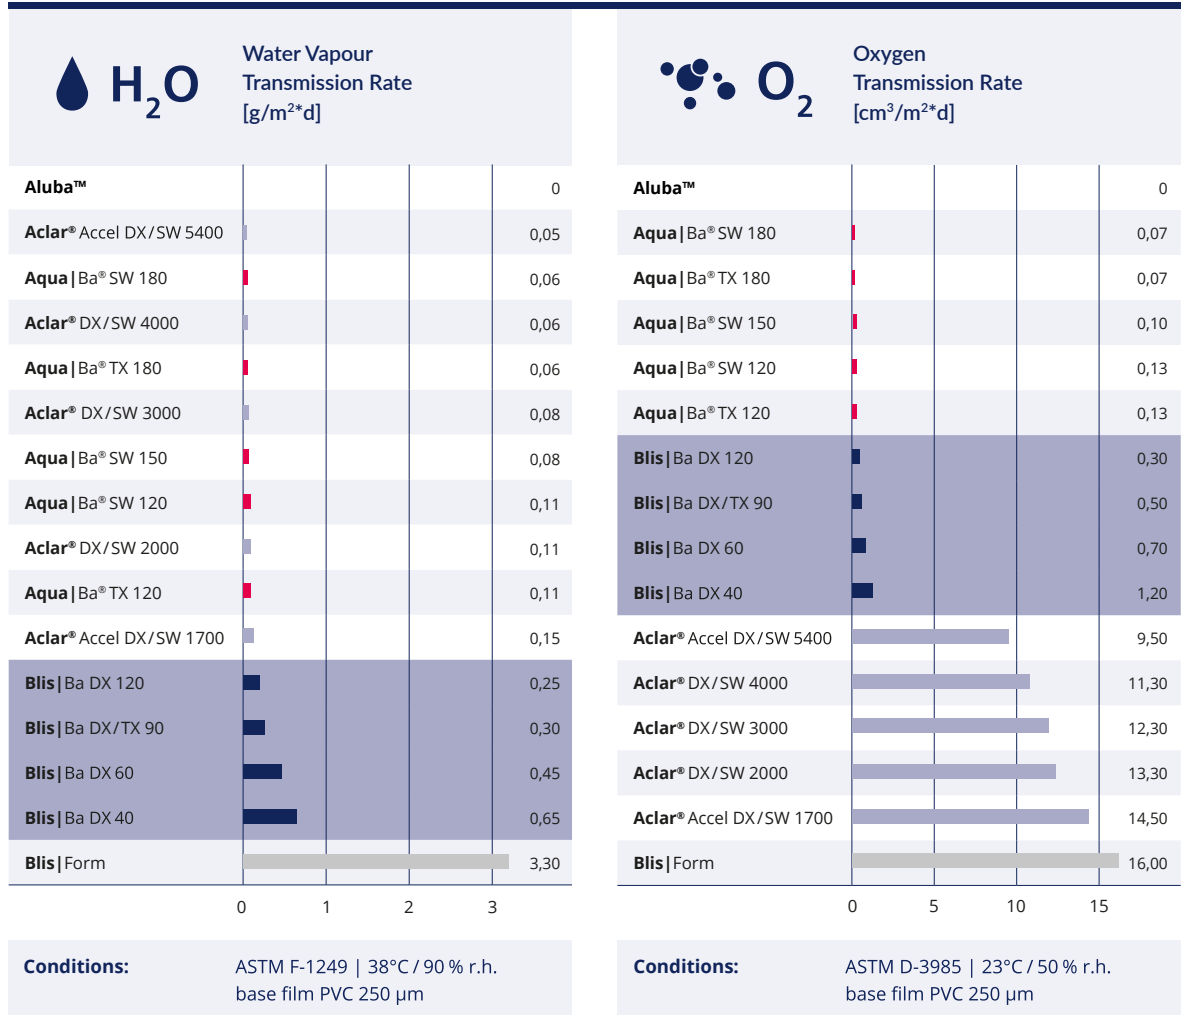 H2O
Water Vapour
Transmission Rate
[g/m²*d]
Aluba™ 0
Aclar® Accel DX/SW 5400 0,05
Aqua|Ba® SW 180 0,06
Aclar® DX/SW 4000 0,06
Aqua|Ba® TX 180 0,06
Aclar® DX/SW 3000 0,08
Aqua|Ba® SW 150 0,08
Aqua|Ba® SW 120 0,11
Aclar® DX/SW 2000 0,11
Aqua|Ba® TX 120 0,11
Aclar® Accel DX/SW 1700 0,15
Blis|Ba DX 120 0,25
Blis|Ba DX/TX 90 0,30
Blis|Ba DX 60 0,45
Blis|Ba DX 40 0,65
Blis|Form 3,30
0 1 2 3
Conditions: ASTM F-1249 | 38°C / 90 % r.h.
base film PVC 250 µm
O2
Oxygen
Transmission Rate
[cm³/m²*d]
Aluba™ 0
Aqua|Ba® SW 180 0,07
Aqua|Ba® TX 180 0,07
Aqua|Ba® SW 150 0,10
Aqua|Ba® SW 120 0,13
Aqua|Ba® TX 120 0,13
Blis|Ba DX 120 0,30
Blis|Ba DX/TX 90 0,50
Blis|Ba DX 60 0,70
Blis|Ba DX 40 1,20
Aclar® Accel DX/SW 5400 9,50
Aclar® DX/SW 4000 11,30
Aclar® DX/SW 3000 12,30
Aclar® DX/SW 2000 13,30
Aclar® Accel DX/SW 1700 14,50
Blis|Form 16,00
0 5 10 15
Conditions: ASTM D-3985 | 23°C / 50 % r.h.
base film PVC 250 µm